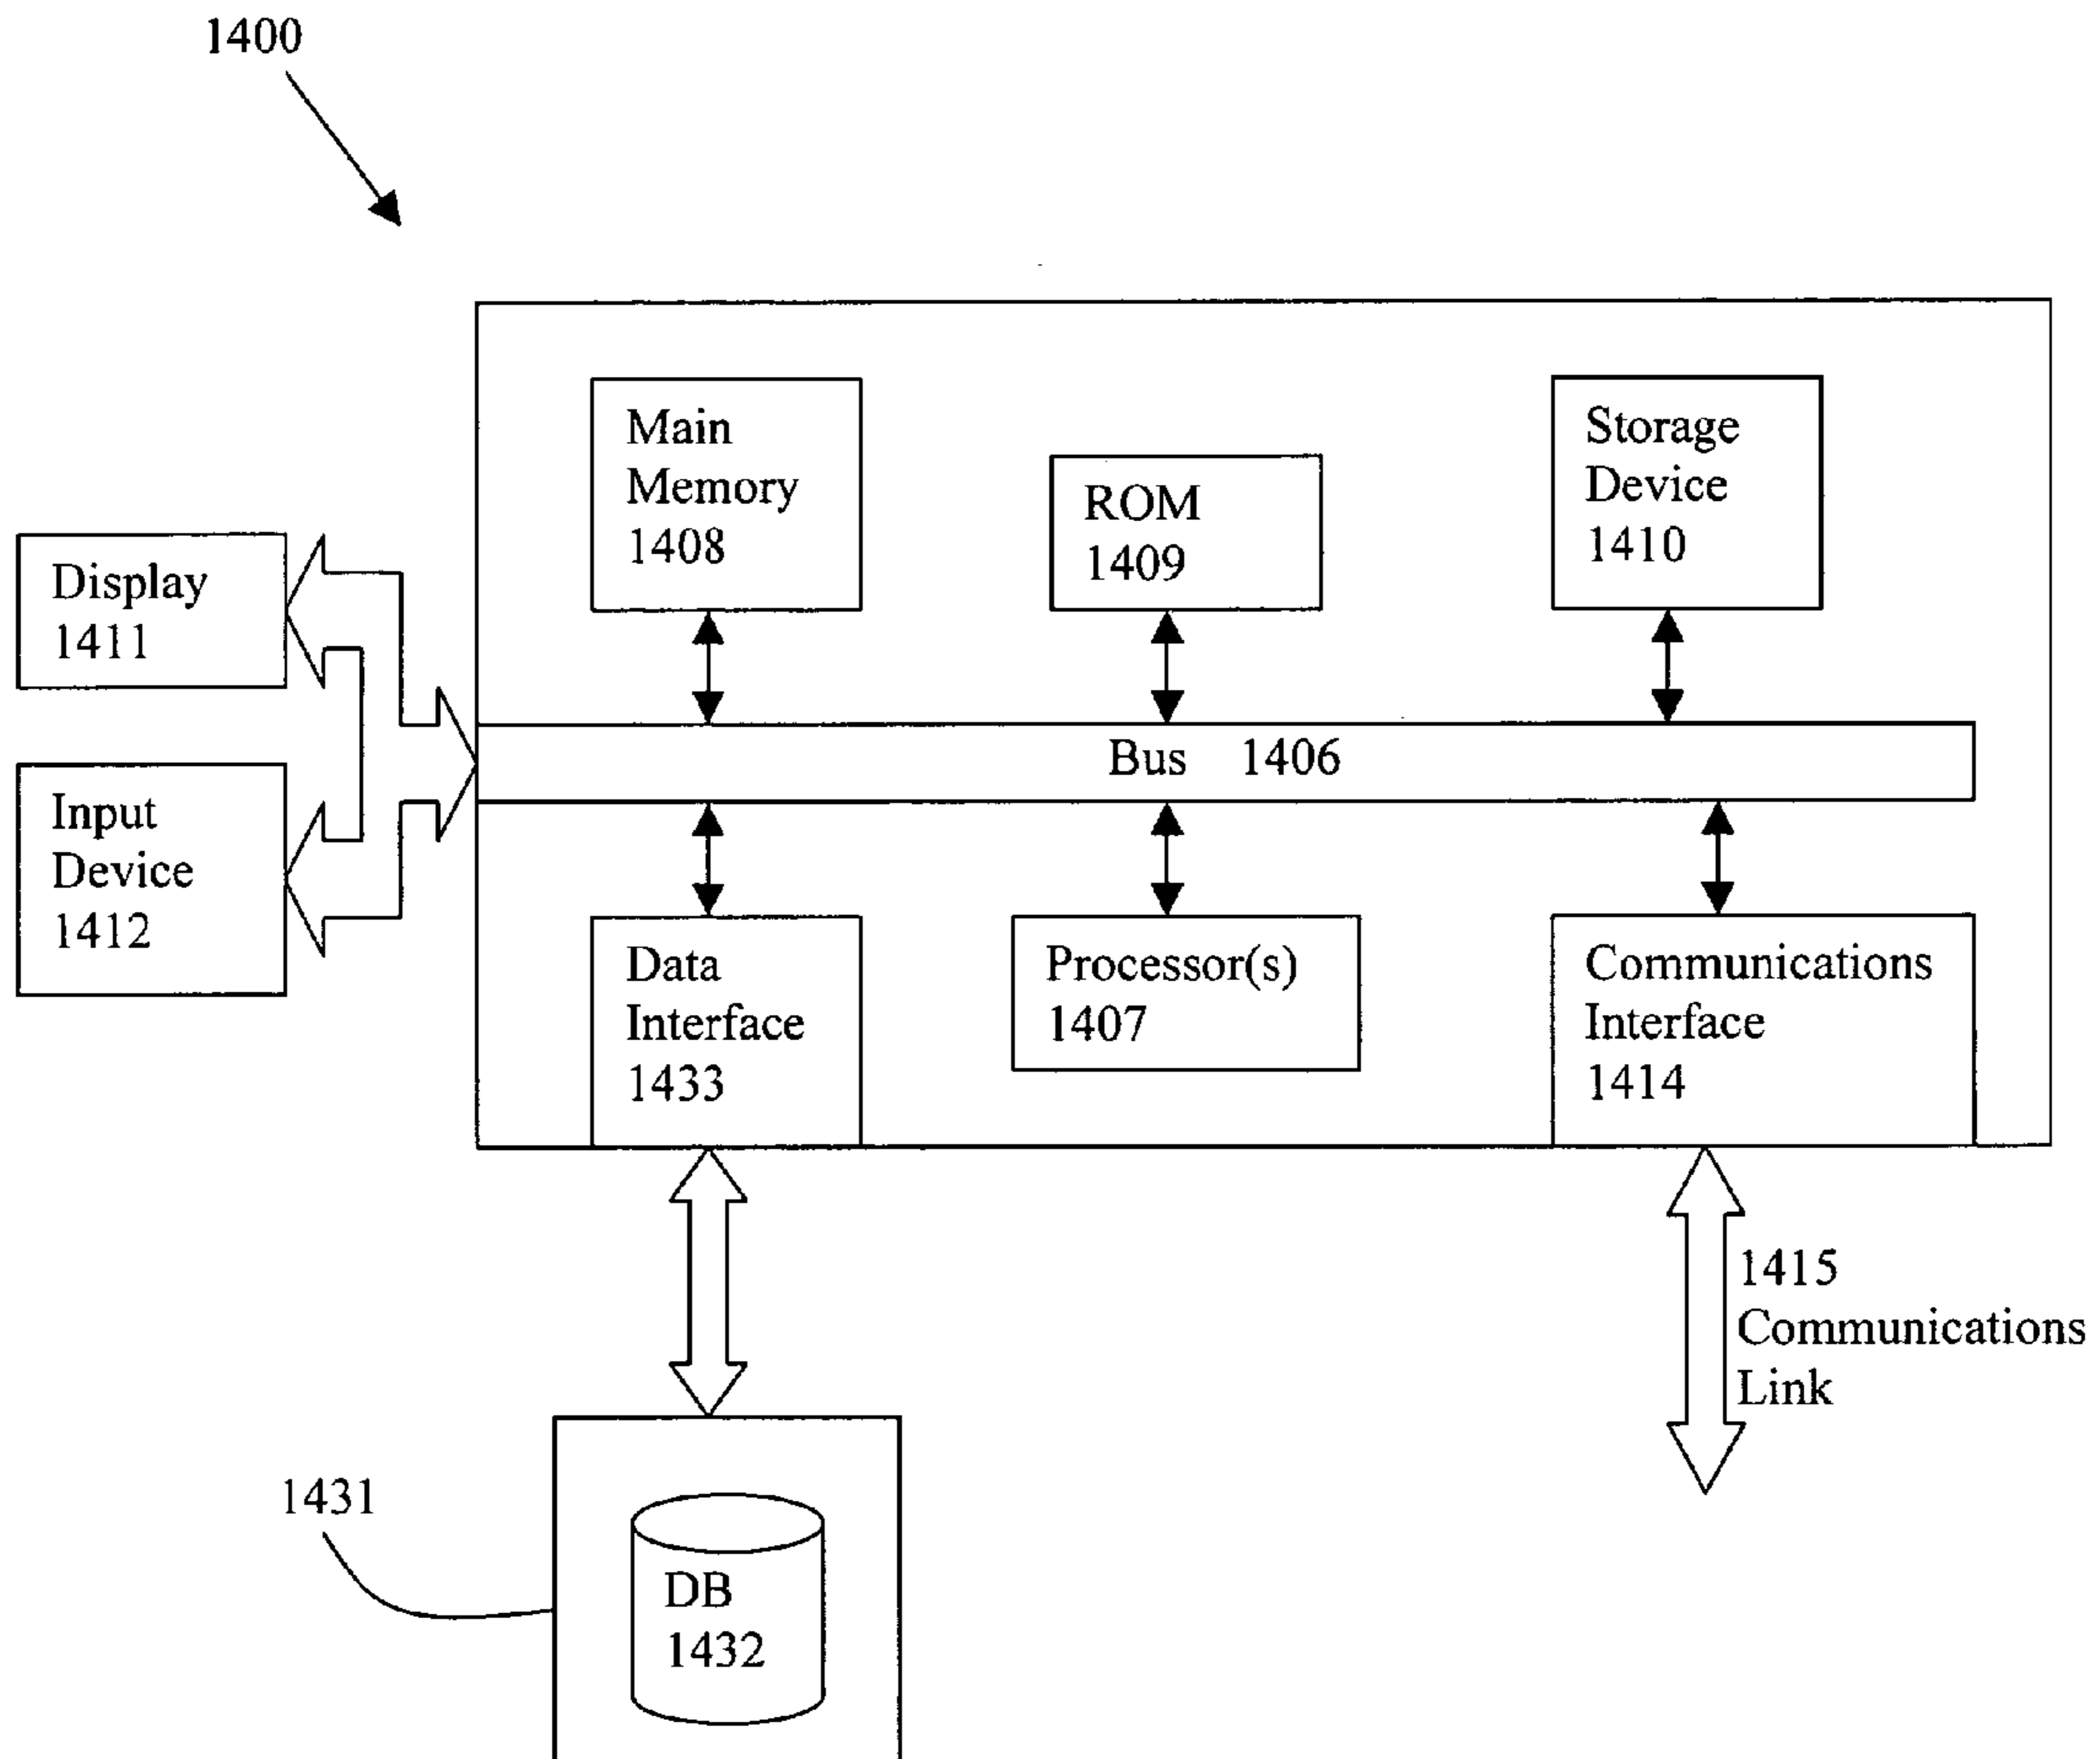 1400
Main
Memory
1408
ROM
1409
Storage
Device
1410
Display
1411
Bus 1406
Input
Device
1412
Data
Interface
1433
Processor(s)
1407
Communications
Interface
1414
1415
Communications
Link
1431
DB
1432